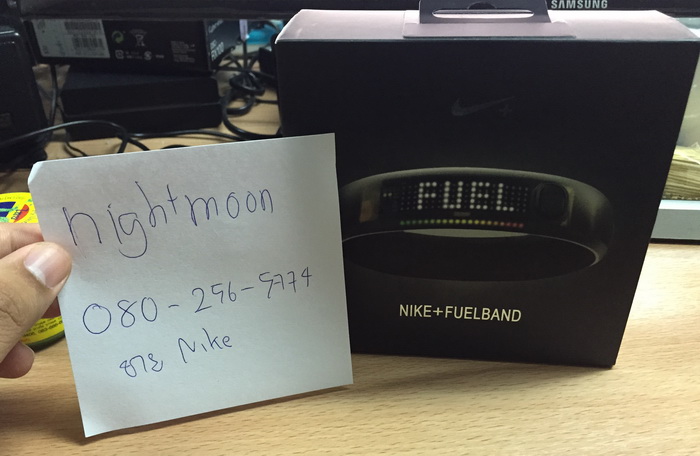 SAMSUNG
FUEL
NIKE+FUELBAND
nightmoon
080-256-5774
ขาย Nike